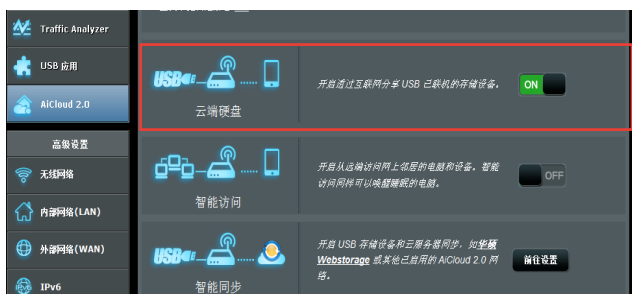 Traffic Analyzer
USB 应用
AiCloud 2.0
高级设置
无线网络
内部网络(LAN)
外部网络(WAN)
IPv6
USB
云端硬盘
开启透过互联网分享 USB 已联机的存储设备。
ON
智能访问
开启从远端访问网上邻居的电脑和设备。智能
访问同样可以唤醒睡眠的电脑。
OFF
USB
智能同步
开启 USB 存储设备和云服务器同步，如华硕
Webstorage 或其他已启用的 AiCloud 2.0 网
络。
前往设置